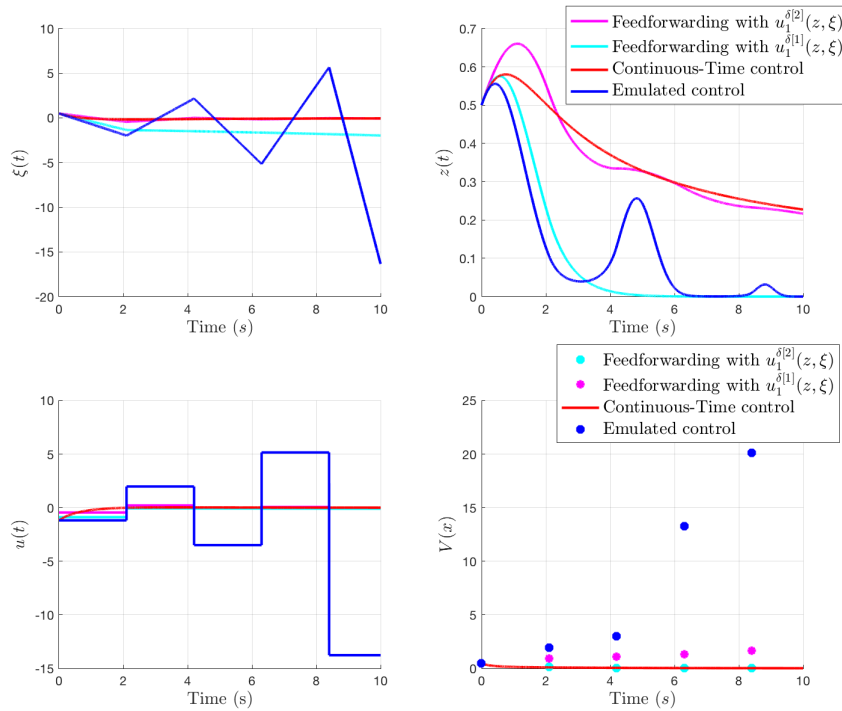 10
5
0
-5
-10
-15
-20
ξ(t)
0 2 4 6 8 10
Time (s)
Feedforwarding with u₁^{δ[2]}(z, ξ)
Feedforwarding with u₁^{δ[1]}(z, ξ)
Continuous-Time control
Emulated control
0.7
0.6
0.5
0.4
0.3
0.2
0.1
0
z(t)
0 2 4 6 8 10
Time (s)
10
5
0
-5
-10
-15
u(t)
0 2 4 6 8 10
Time (s)
Feedforwarding with u₁^{δ[2]}(z, ξ)
Feedforwarding with u₁^{δ[1]}(z, ξ)
Continuous-Time control
Emulated control
25
20
15
10
5
0
V(x)
0 2 4 6 8 10
Time (s)